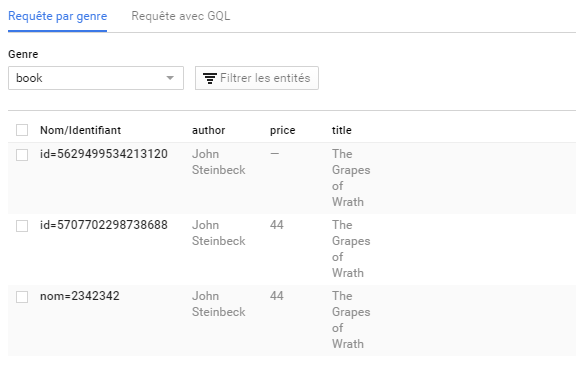 Requête par genre Requête avec GQL
Genre
book Filtrer les entités
Nom/Identifiant author price title
id=5629499534213120 John Steinbeck — The Grapes of Wrath
id=5707702298738688 John Steinbeck 44 The Grapes of Wrath
nom=2342342 John Steinbeck 44 The Grapes of Wrath